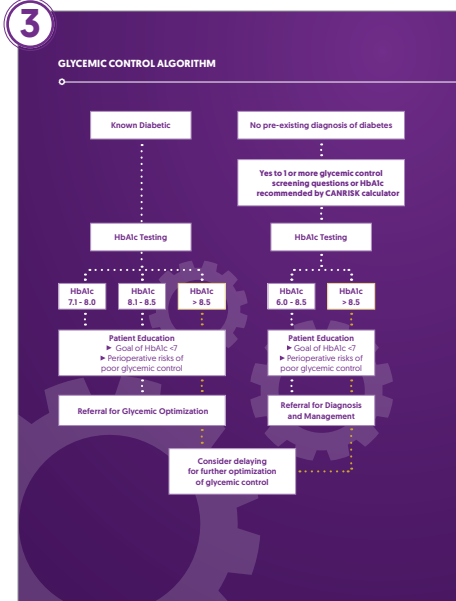 3
GLYCEMIC CONTROL ALGORITHM
Known Diabetic
No pre-existing diagnosis of diabetes
Yes to 1 or more glycemic control
screening questions or HbA1c
recommended by CANRISK calculator
HbA1c Testing
HbA1c Testing
HbA1c
7.1 - 8.0
HbA1c
8.1 - 8.5
HbA1c
> 8.5
HbA1c
6.0 - 8.5
HbA1c
> 8.5
Patient Education
► Goal of HbA1c <7
► Perioperative risks of
poor glycemic control
Patient Education
► Goal of HbA1c <7
► Perioperative risks of
poor glycemic control
Referral for Glycemic Optimization
Referral for Diagnosis
and Management
Consider delaying
for further optimization
of glycemic control